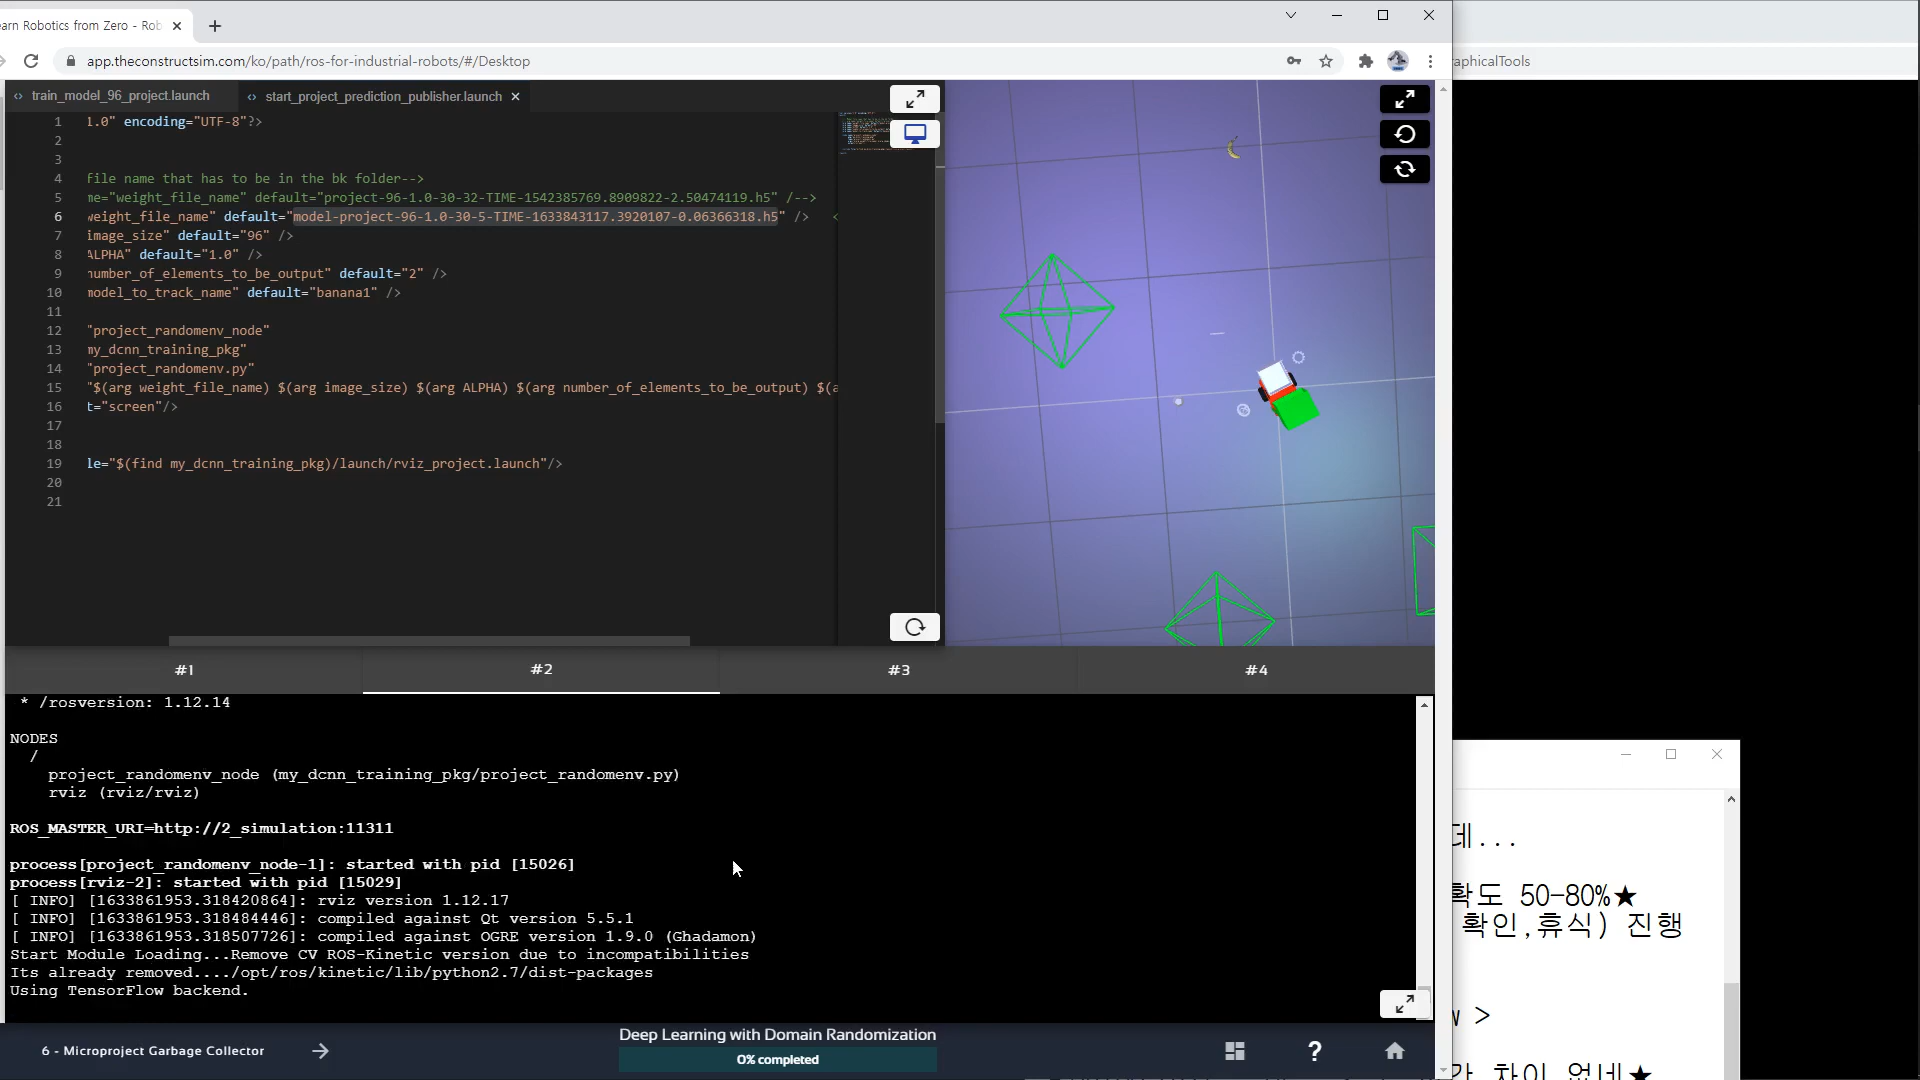 earn Robotics from Zero - Rob
app.theconstructsim.com/ko/path/ros-for-industrial-robots/#/Desktop
aphicalTools
train_model_96_project.launch
start_project_prediction_publisher.launch
1 1.0" encoding="UTF-8"?>
2
3
4 file name that has to be in the bk folder-->
5 me="weight_file_name" default="project-96-1.0-30-32-TIME-1542385769.8909822-2.50474119.h5" /-->
6 weight_file_name" default="model-project-96-1.0-30-5-TIME-1633843117.3920107-0.06366318.h5" /> <
7 image_size" default="96" />
8 ALPHA" default="1.0" />
9 number_of_elements_to_be_output" default="2" />
10 model_to_track_name" default="banana1" />
11
12 "project_randomenv_node"
13 my_dcnn_training_pkg"
14 "project_randomenv.py"
15 "$(arg weight_file_name) $(arg image_size) $(arg ALPHA) $(arg number_of_elements_to_be_output) $(a
16 t="screen"/>
17
18
19 le="$(find my_dcnn_training_pkg)/launch/rviz_project.launch"/>
20
21
#1 #2 #3 #4
* /rosversion: 1.12.14
NODES
/
project_randomenv_node (my_dcnn_training_pkg/project_randomenv.py)
rviz (rviz/rviz)
ROS_MASTER_URI=http://2_simulation:11311
process[project_randomenv_node-1]: started with pid [15026]
process[rviz-2]: started with pid [15029]
[ INFO] [1633861953.318420864]: rviz version 1.12.17
[ INFO] [1633861953.318484446]: compiled against Qt version 5.5.1
[ INFO] [1633861953.318507726]: compiled against OGRE version 1.9.0 (Ghadamon)
Start Module Loading...Remove CV ROS-Kinetic version due to incompatibilities
Its already removed..../opt/ros/kinetic/lib/python2.7/dist-packages
Using TensorFlow backend.
데...
확도 50-80%★
확인,휴식) 진행
w >
간 차이 없네★
6 - Microproject Garbage Collector
Deep Learning with Domain Randomization
0% completed
?